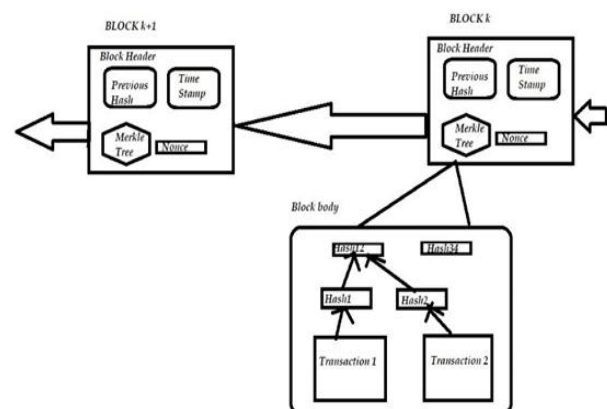 BLOCK k+1
BLOCK k
Block Header
Previous
Hash
Time
Stamp
Merkle
Tree
Nonce
Block Header
Previous
Hash
Time
Stamp
Merkle
Tree
Nonce
Block body
Hash12
Hash34
Hash1
Hash2
Transaction 1
Transaction 2